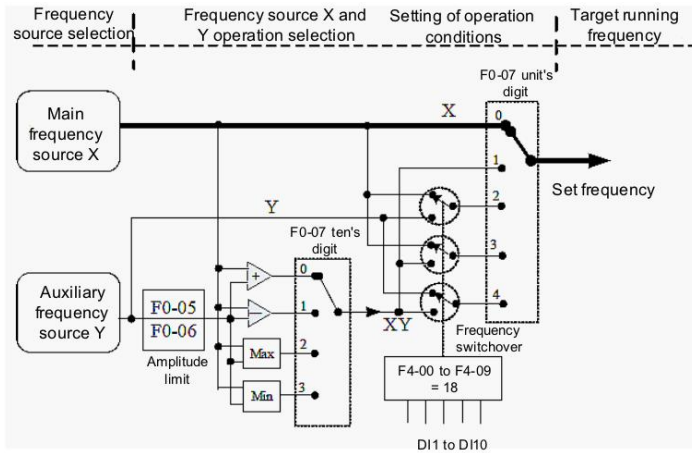 Frequency
source selection
Frequency source X and
Y operation selection
Setting of operation
conditions
Target running
frequency
F0-07 unit's
digit
Main
frequency
source X
X
0
1
2
3
4
Set frequency
Y
F0-07 ten's
digit
Auxiliary
frequency
source Y
F0-05
F0-06
Amplitude
limit
+
−
Max
Min
0
1
2
3
XY
Frequency
switchover
F4-00 to F4-09
= 18
DI1 to DI10